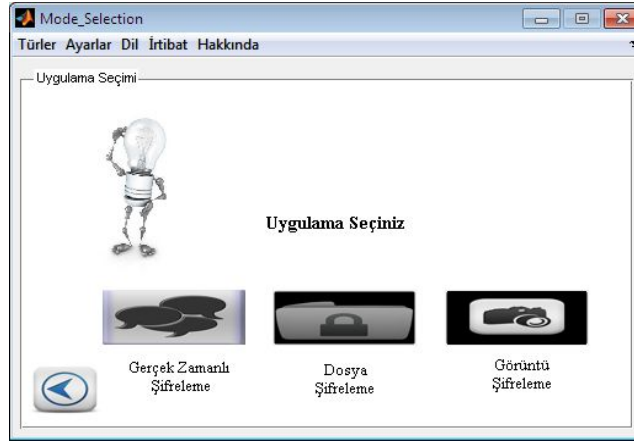 Mode_Selection
Türler Ayarlar Dil İrtibat Hakkında
Uygulama Seçimi
Uygulama Seçiniz
Gerçek Zamanlı
Şifreleme
Dosya
Şifreleme
Görüntü
Şifreleme